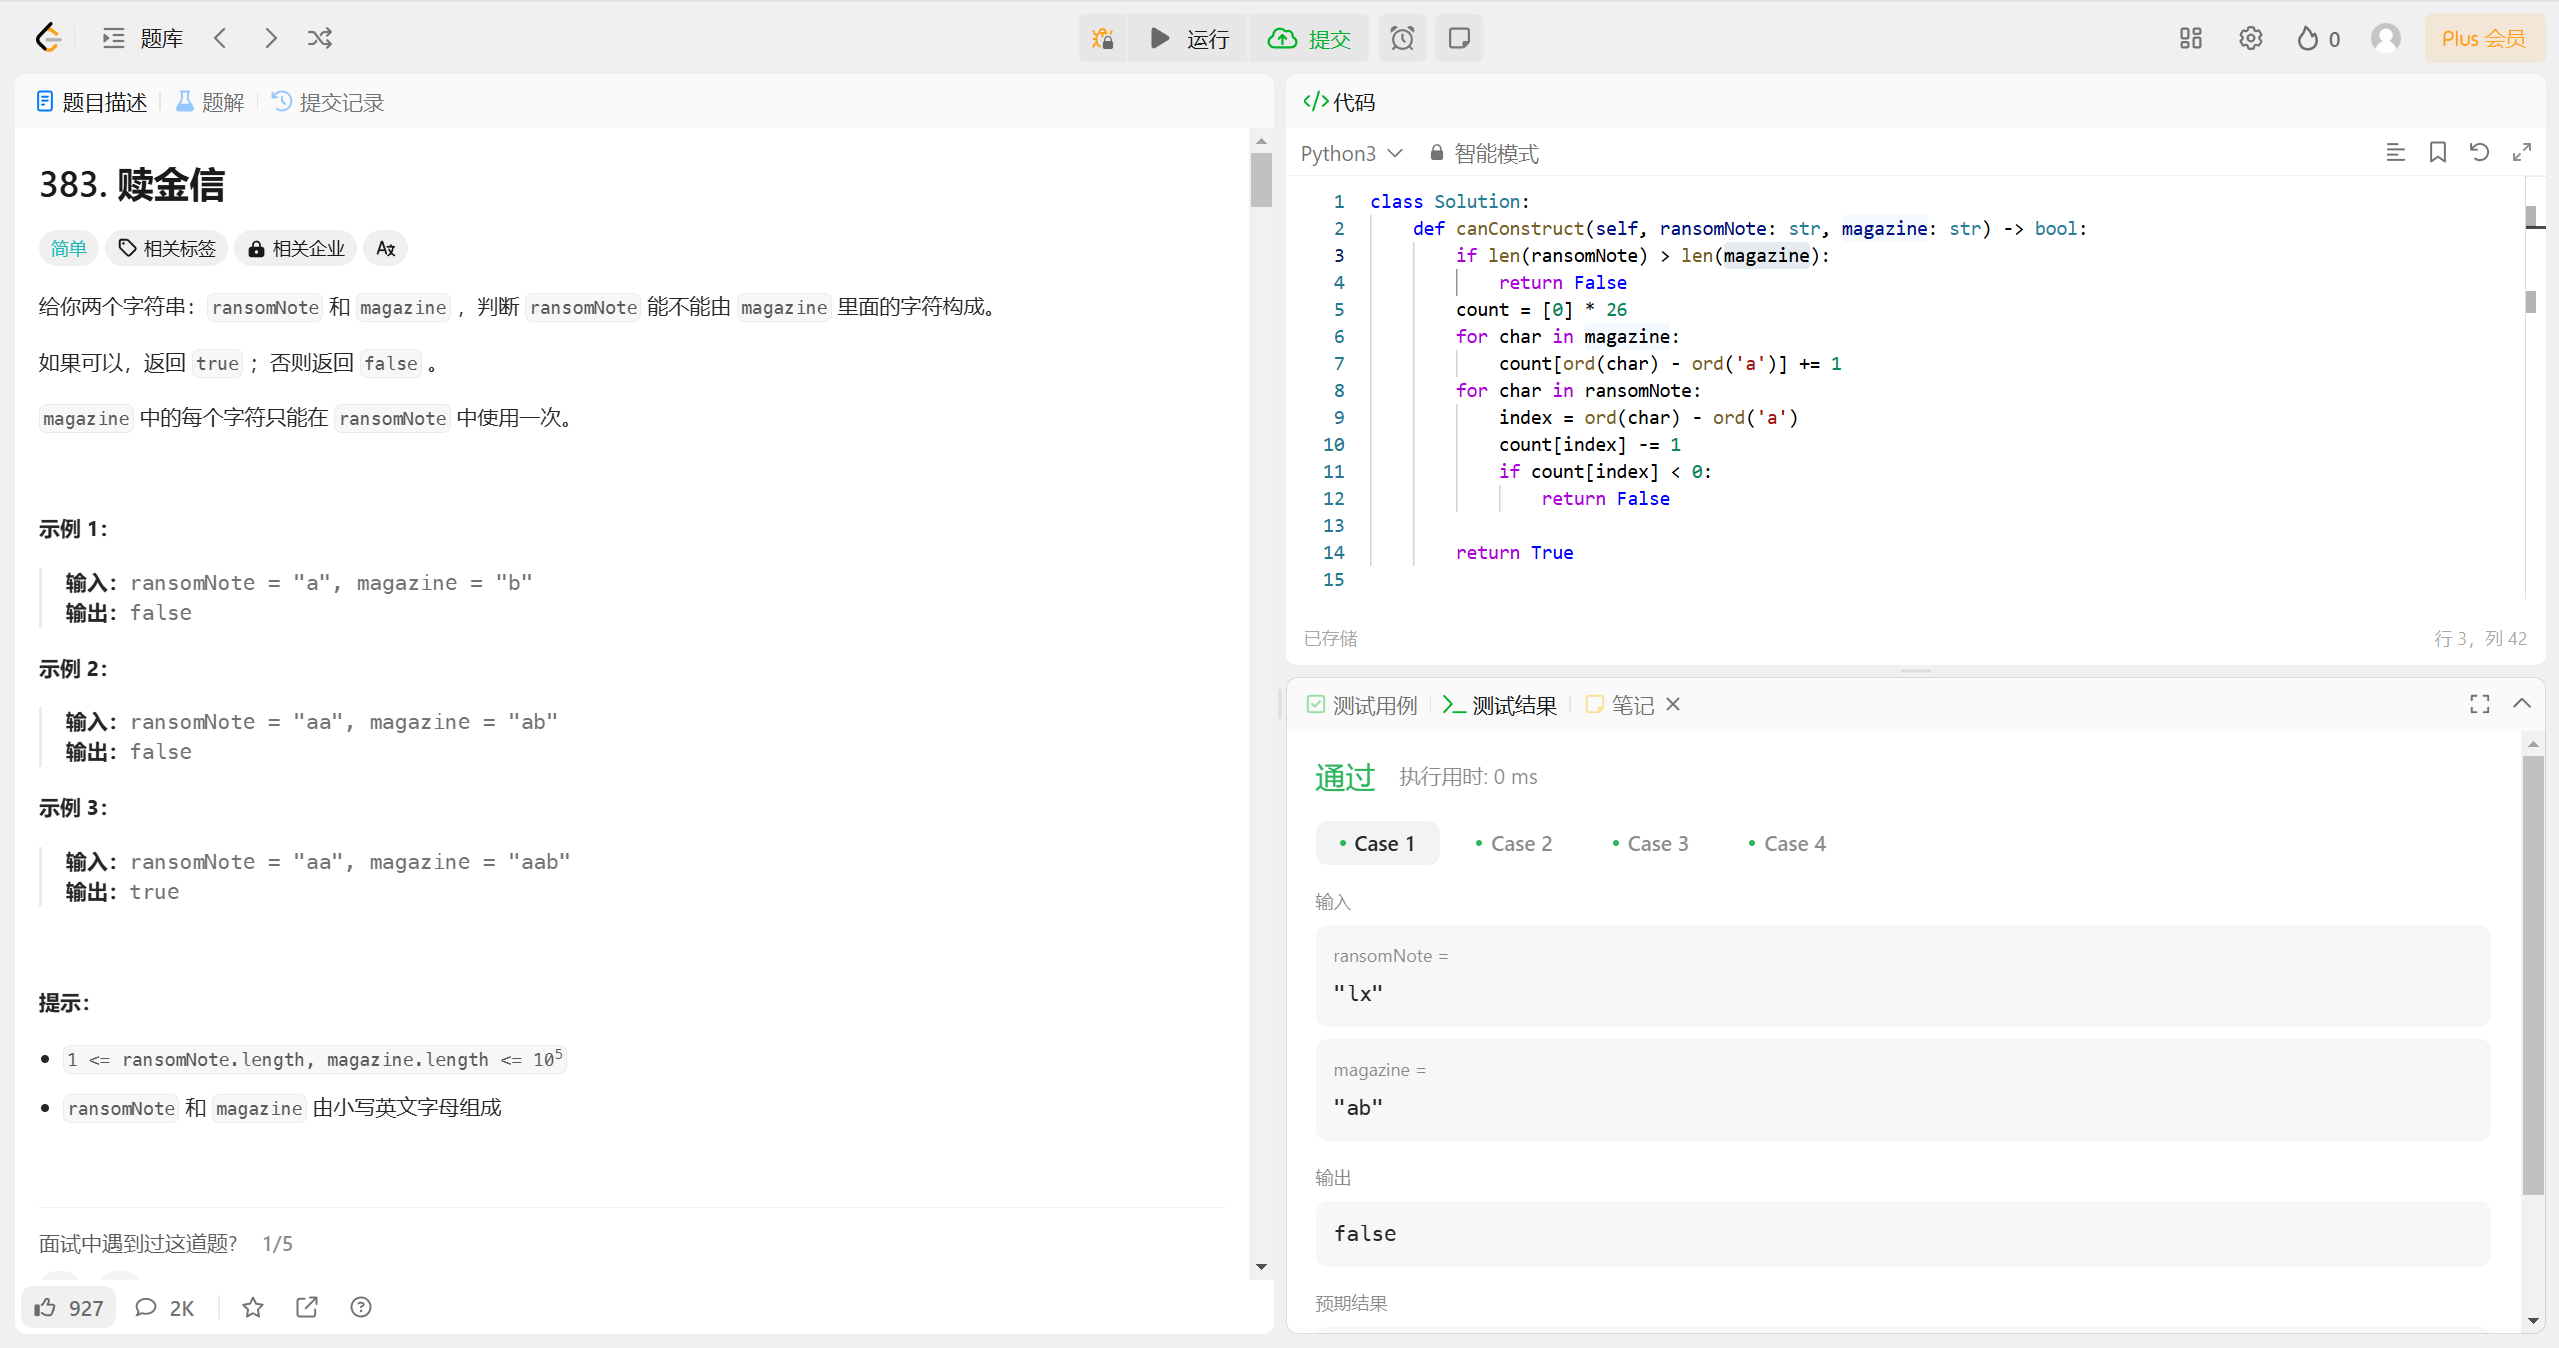 题库 运行 提交 0 Plus 会员
题目描述 题解 提交记录
383. 赎金信
简单 相关标签 相关企业
给你两个字符串：ransomNote 和 magazine ，判断 ransomNote 能不能由 magazine 里面的字符构成。
如果可以，返回 true ；否则返回 false 。
magazine 中的每个字符只能在 ransomNote 中使用一次。
示例 1：
输入：ransomNote = "a", magazine = "b"
输出：false
示例 2：
输入：ransomNote = "aa", magazine = "ab"
输出：false
示例 3：
输入：ransomNote = "aa", magazine = "aab"
输出：true
提示：
1 <= ransomNote.length, magazine.length <= 10⁵
ransomNote 和 magazine 由小写英文字母组成
面试中遇到过这道题? 1/5
927 2K
</>代码
Python3 智能模式
1 class Solution:
2     def canConstruct(self, ransomNote: str, magazine: str) -> bool:
3         if len(ransomNote) > len(magazine):
4             return False
5         count = [0] * 26
6         for char in magazine:
7             count[ord(char) - ord('a')] += 1
8         for char in ransomNote:
9             index = ord(char) - ord('a')
10             count[index] -= 1
11             if count[index] < 0:
12                 return False
13
14         return True
15
已存储 行 3，列 42
测试用例 测试结果 笔记
通过 执行用时: 0 ms
Case 1 Case 2 Case 3 Case 4
输入
ransomNote =
"lx"
magazine =
"ab"
输出
false
预期结果